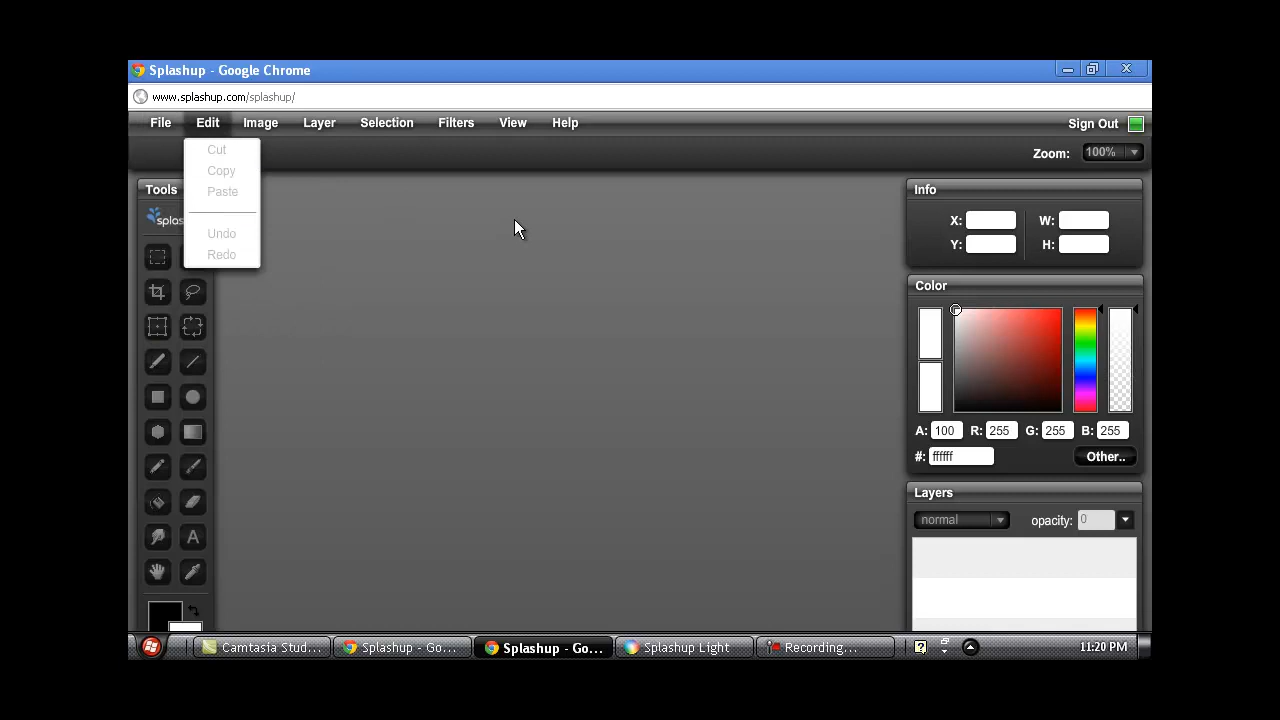 Splashup - Google Chrome
www.splashup.com/splashup/
File Edit Image Layer Selection Filters View Help Sign Out
Zoom: 100%
Cut
Copy
Paste
Undo
Redo
Tools
splas
A
Info
X: W:
Y: H:
Color
A: 100 R: 255 G: 255 B: 255
#: ffffff Other..
Layers
normal opacity: 0
Camtasia Stud... Splashup - Go... Splashup - Go... Splashup Light Recording... 11:20 PM